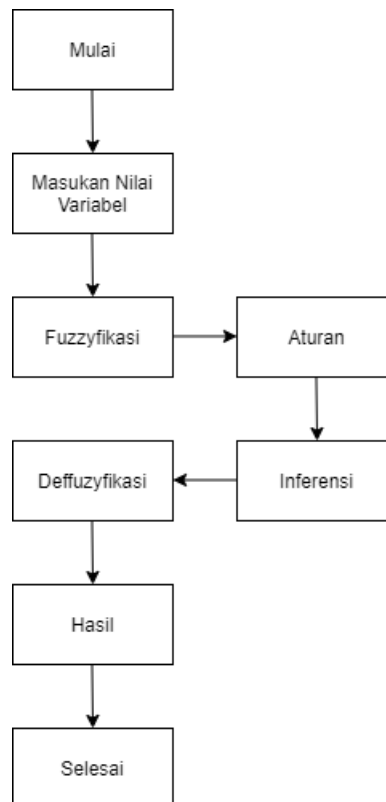 Mulai
Masukan Nilai
Variabel
Fuzzyfikasi
Aturan
Deffuzyfikasi
Inferensi
Hasil
Selesai